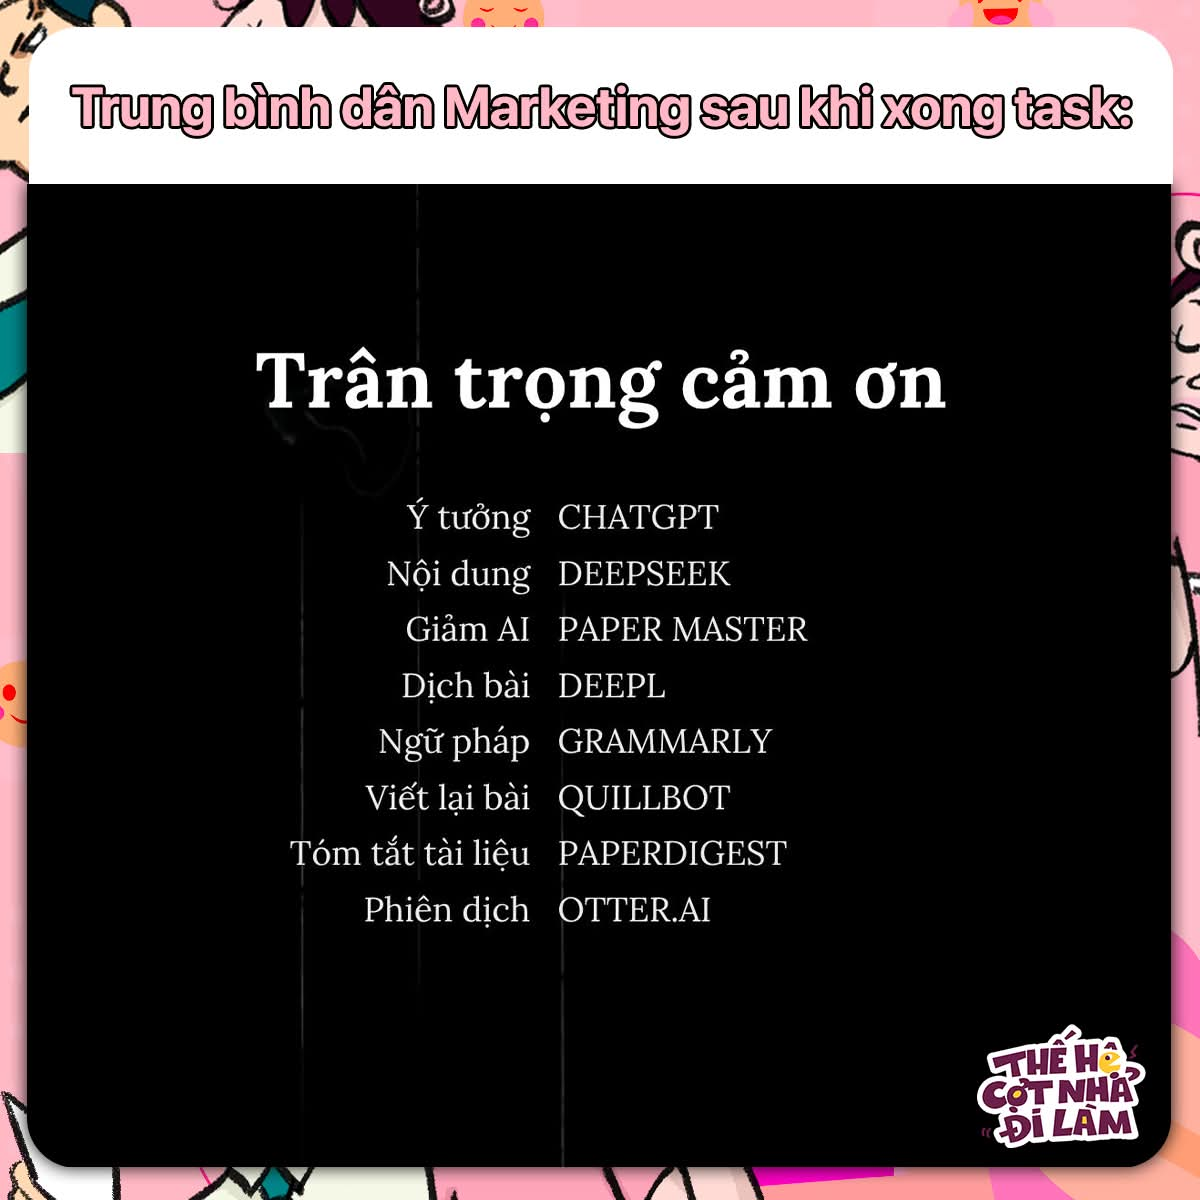 Trung bình dân Marketing sau khi xong task:
Trân trọng cảm ơn
Ý tưởng CHATGPT
Nội dung DEEPSEEK
Giảm AI PAPER MASTER
Dịch bài DEEPL
Ngữ pháp GRAMMARLY
Viết lại bài QUILLBOT
Tóm tắt tài liệu PAPERDIGEST
Phiên dịch OTTER.AI
THẾ HỆ
CỢT NHẢ
ĐI LÀM